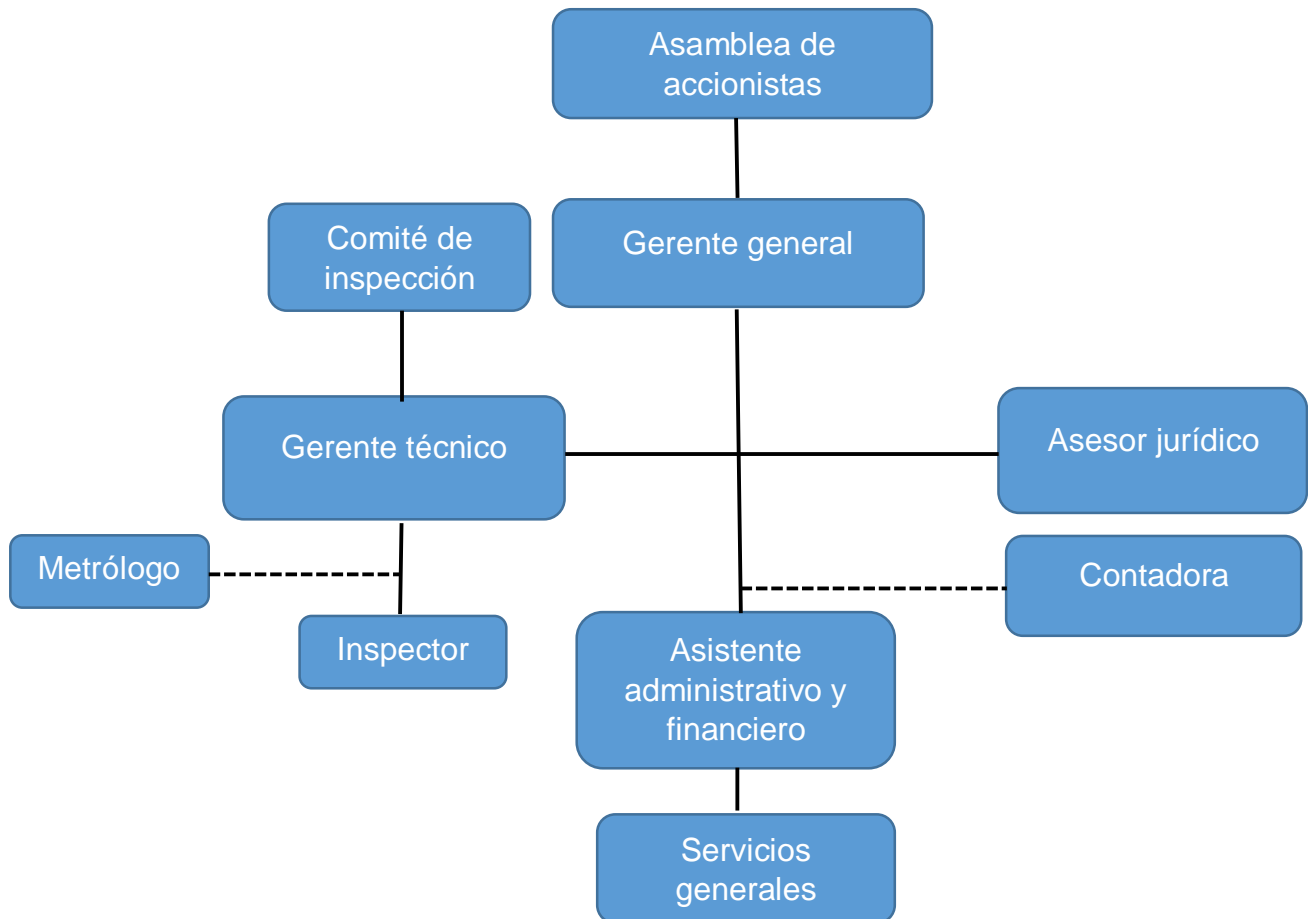 Asamblea de
accionistas
Comité de
inspección
Gerente general
Gerente técnico
Asesor jurídico
Metrólogo
Contadora
Inspector
Asistente
administrativo y
financiero
Servicios
generales